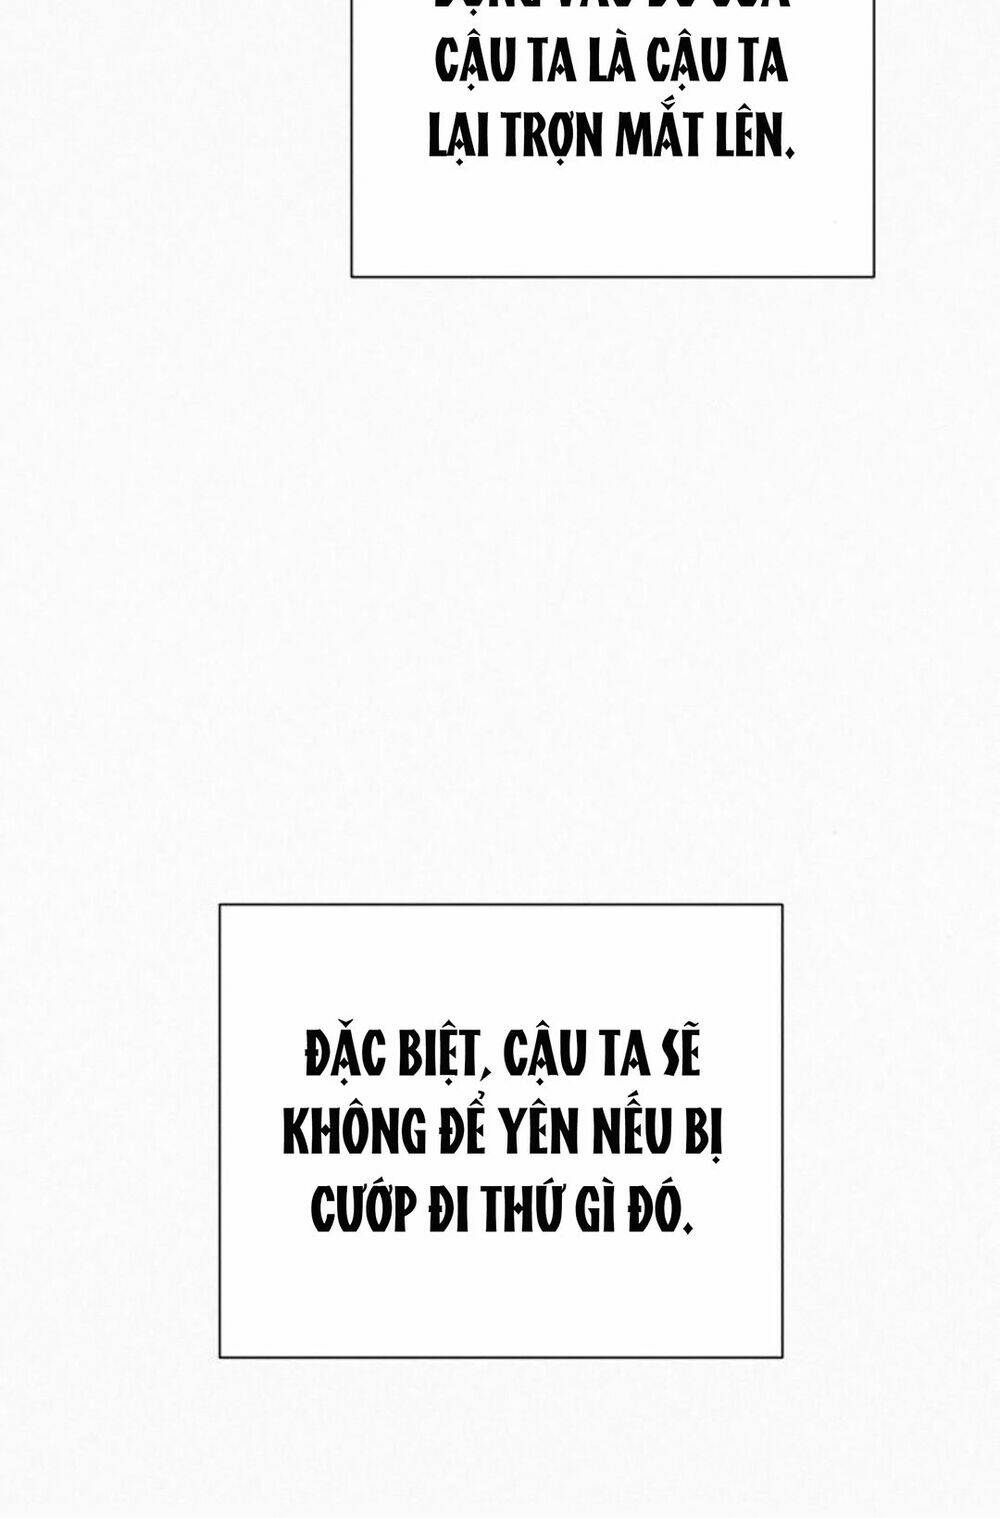 CẬU TA LÀ CẬU TA
LẠI TRỢN MẮT LÊN.
ĐẶC BIỆT, CẬU TA SẼ
KHÔNG ĐỂ YÊN NẾU BỊ
CƯỚP ĐI THỨ GÌ ĐÓ.